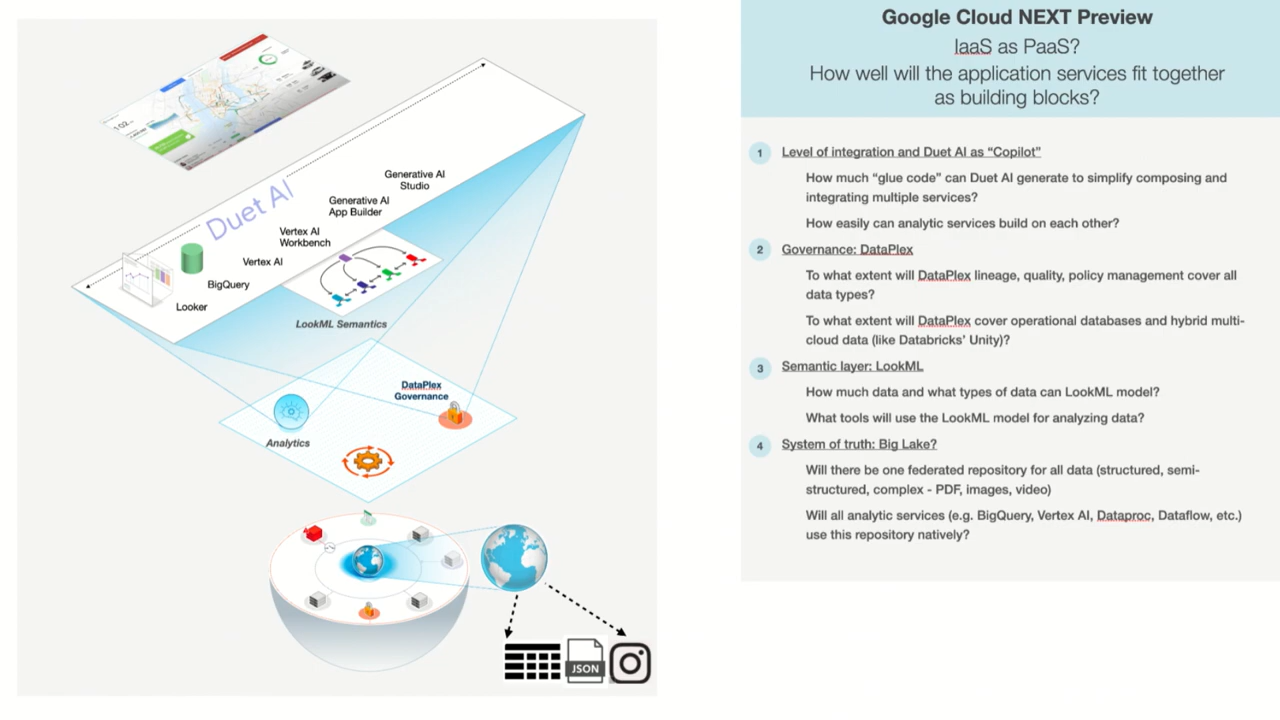 102
Duet AI
Generative AI
Studio
Generative AI
App Builder
Vertex AI
Workbench
Vertex AI
BigQuery
Looker
LookML Semantics
DataPlex
Governance
Analytics
JSON
Google Cloud NEXT Preview
IaaS as PaaS?
How well will the application services fit together
as building blocks?
1 Level of integration and Duet AI as “Copilot”
How much “glue code” can Duet AI generate to simplify composing and
integrating multiple services?
How easily can analytic services build on each other?
2 Governance: DataPlex
To what extent will DataPlex lineage, quality, policy management cover all
data types?
To what extent will DataPlex cover operational databases and hybrid multi-
cloud data (like Databricks’ Unity)?
3 Semantic layer: LookML
How much data and what types of data can LookML model?
What tools will use the LookML model for analyzing data?
4 System of truth: Big Lake?
Will there be one federated repository for all data (structured, semi-
structured, complex - PDF, images, video)
Will all analytic services (e.g. BigQuery, Vertex AI, Dataproc, Dataflow, etc.)
use this repository natively?